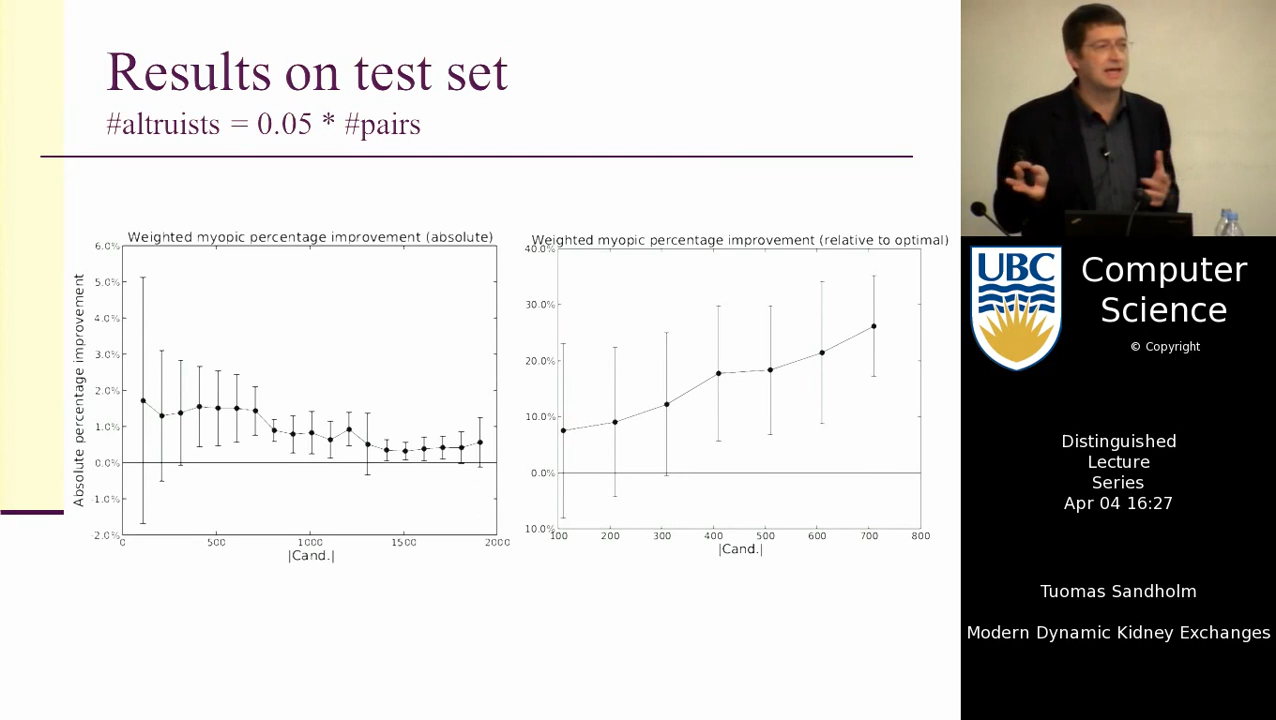 Results on test set
#altruists = 0.05 * #pairs
Weighted myopic percentage improvement (absolute)
Absolute percentage improvement
6.0%
5.0%
4.0%
3.0%
2.0%
1.0%
0.0%
-1.0%
2.0%
0
500
1000
1500
2000
|Cand.|
Weighted myopic percentage improvement (relative to optimal)
40.0%
30.0%
20.0%
10.0%
0.0%
10.0%
100
200
300
400
500
600
700
800
|Cand.|
UBC
Computer
Science
© Copyright
Distinguished
Lecture
Series
Apr 04 16:27
Tuomas Sandholm
Modern Dynamic Kidney Exchanges